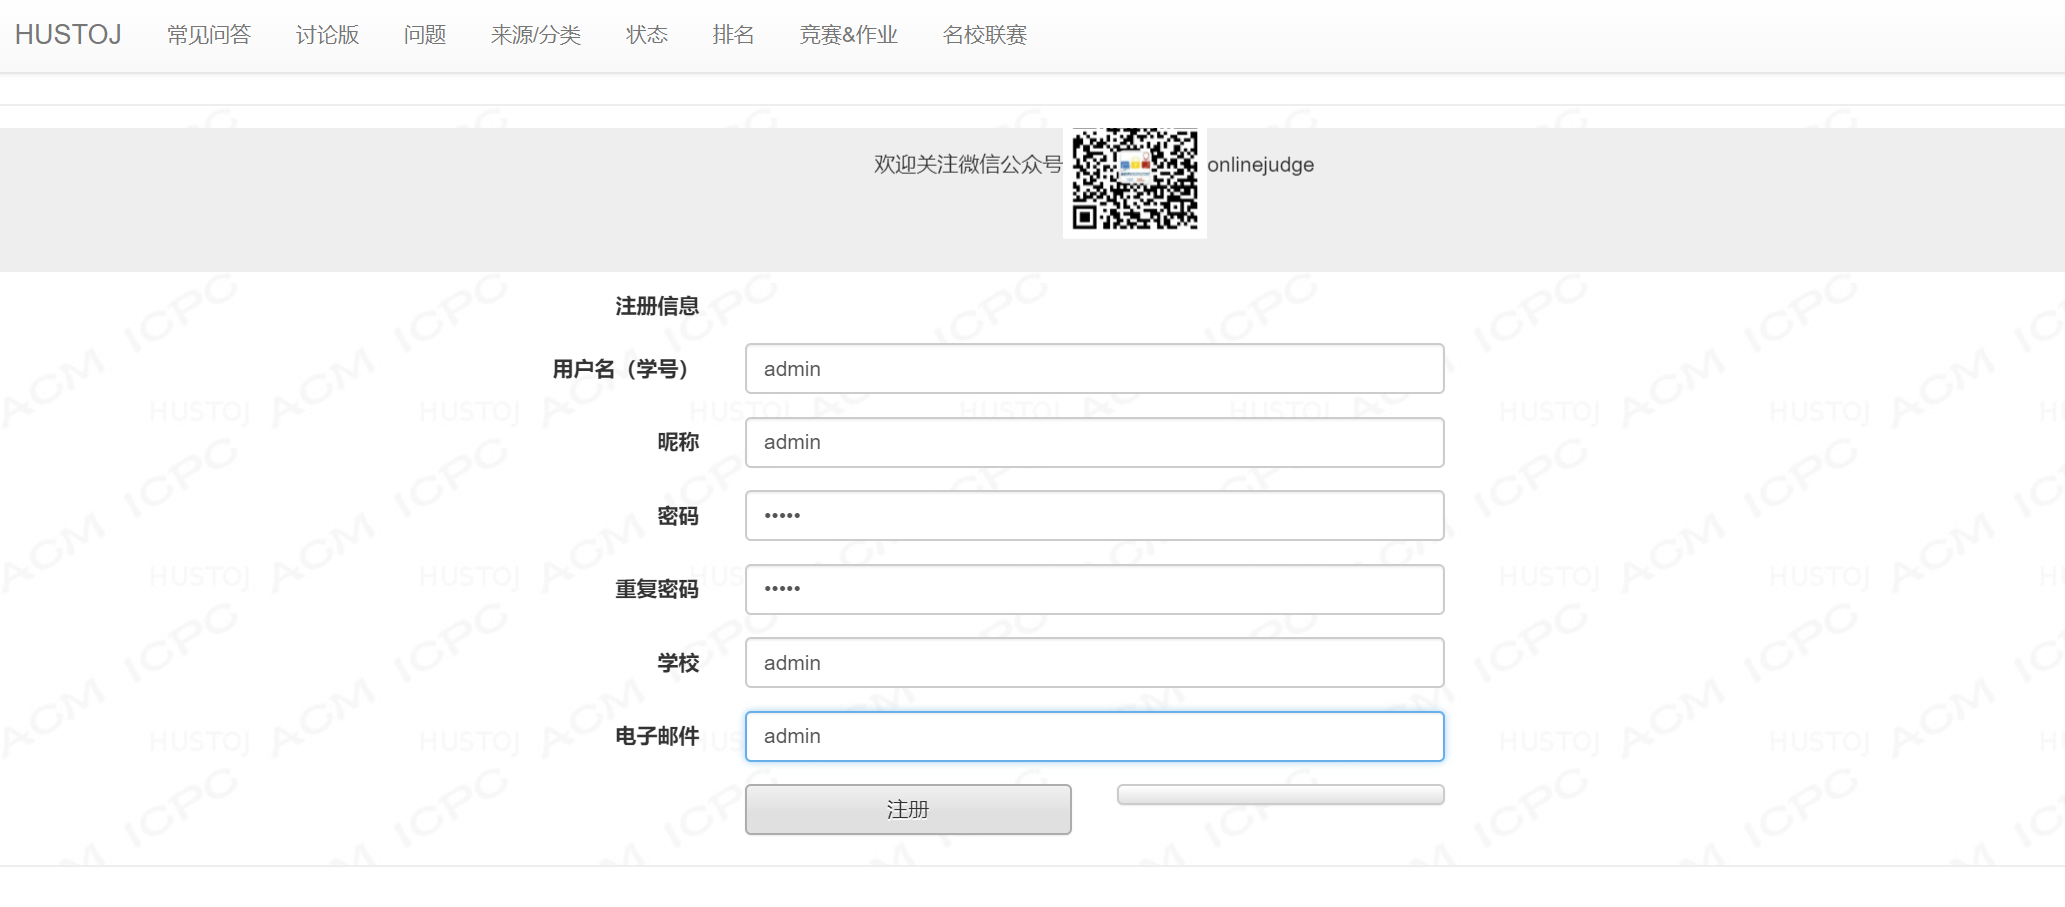 HUSTOJ 常见问答 讨论版 问题 来源/分类 状态 排名 竞赛&作业 名校联赛
欢迎关注微信公众号 onlinejudge
注册信息
用户名（学号） admin
昵称 admin
密码 •••••
重复密码 •••••
学校 admin
电子邮件 admin
注册
ACM ICPC HUSTOJ